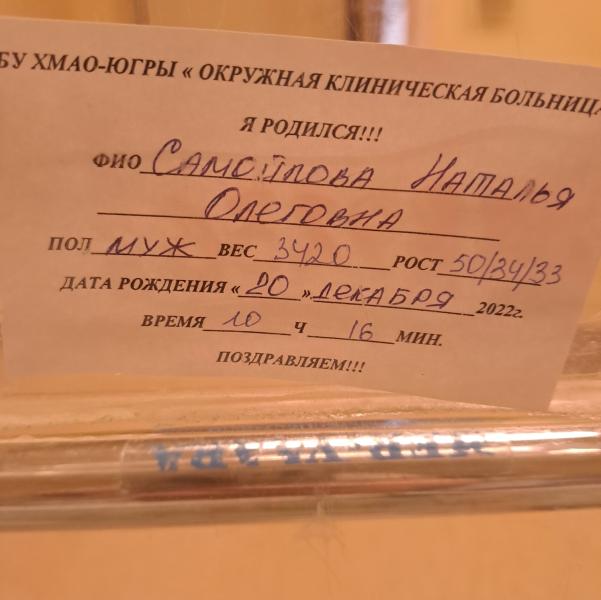 БУ ХМАО-ЮГРЫ « ОКРУЖНАЯ КЛИНИЧЕСКАЯ БОЛЬНИЦА
Я РОДИЛСЯ!!!
ФИО Самойлова Наталья
Олеговна
ПОЛ муж ВЕС 3420 РОСТ 50/34/33
ДАТА РОЖДЕНИЯ « 20 » декабря 2022г.
ВРЕМЯ 10 Ч 16 МИН.
ПОЗДРАВЛЯЕМ!!!